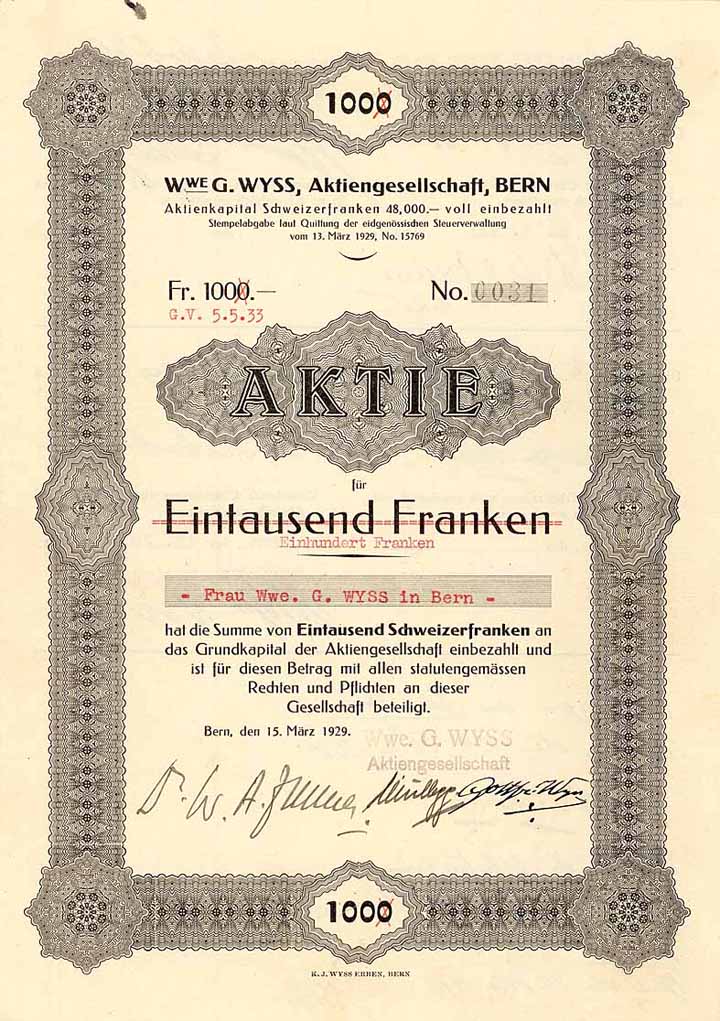 1000
WWE G. WYSS, Aktiengesellschaft, BERN
Aktienkapital Schweizerfranken 48,000.— voll einbezahlt
Stempelabgabe laut Quittung der eidgenössischen Steuerverwaltung
vom 13. März 1929, No. 15769
Fr. 1000.— No. 0031
G.V. 5.5.33
AKTIE
für
Eintausend Franken
Einhundert Franken
- Frau Wwe. G. WYSS in Bern -
hat die Summe von Eintausend Schweizerfranken an
das Grundkapital der Aktiengesellschaft einbezahlt und
ist für diesen Betrag mit allen statutengemässen
Rechten und Pflichten an dieser
Gesellschaft beteiligt.
Bern, den 15. März 1929.
Wwe. G. WYSS
Aktiengesellschaft
Dr. W. A.
1000
K. J. WYSS ERBEN, BERN